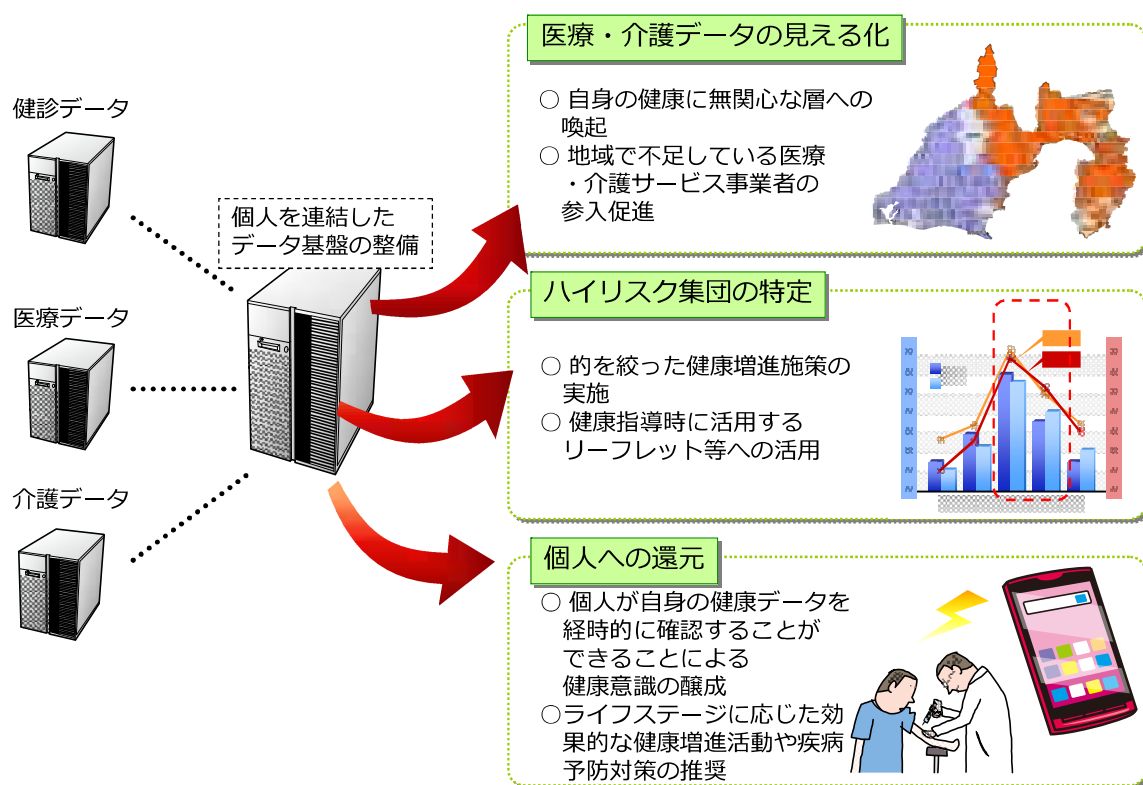 健診データ
医療データ
介護データ
個人を連結した
データ基盤の整備
医療・介護データの見える化
○ 自身の健康に無関心な層への
喚起
○ 地域で不足している医療
・介護サービス事業者の
参入促進
ハイリスク集団の特定
○ 的を絞った健康増進施策の
実施
○ 健康指導時に活用する
リーフレット等への活用
個人への還元
○ 個人が自身の健康データを
経時的に確認することが
できることによる
健康意識の醸成
○ライフステージに応じた効
果的な健康増進活動や疾病
予防対策の推奨